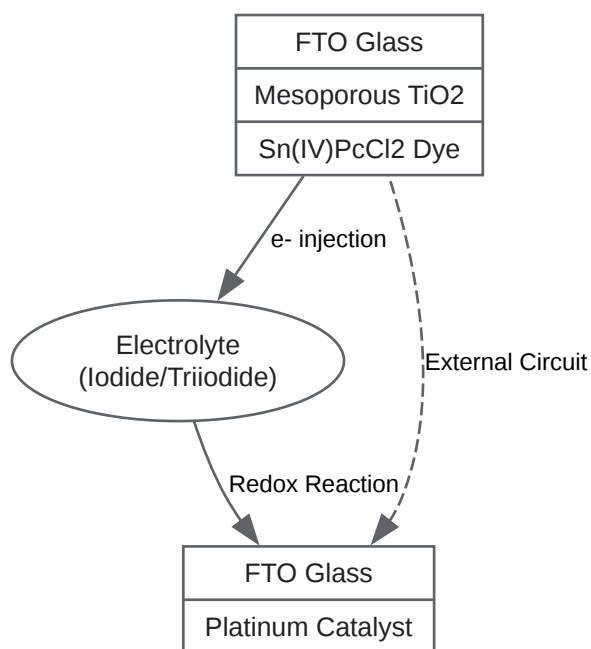 FTO Glass
Mesoporous TiO2
Sn(IV)PcCl2 Dye
e- injection
Electrolyte
(Iodide/Triiodide)
External Circuit
Redox Reaction
FTO Glass
Platinum Catalyst